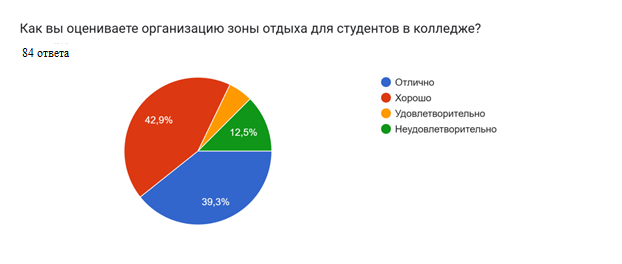 Как вы оцениваете организацию зоны отдыха для студентов в колледже?
84 ответа
Отлично
Хорошо
Удовлетворительно
Неудовлетворительно
42,9%
12,5%
39,3%